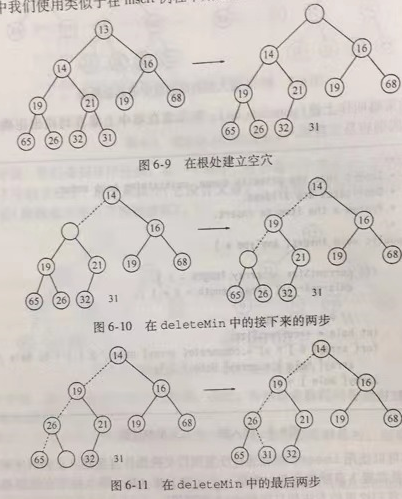 中我们使用类似于在 insert 例
13
14 16 14 16
19 21 19 68 19 21 19 68
65 26 32 31 65 26 32 31
图 6-9 在根处建立空穴
14 14
16 19 16
19 21 19 68 21 19 68
65 26 32 31 65 26 32 31
图 6-10 在 deleteMin 中的接下来的两步
14 14
19 16 19 16
26 21 19 68 26 21 19 68
65 32 31 65 31 32
图 6-11 在 deleteMin 中的最后两步